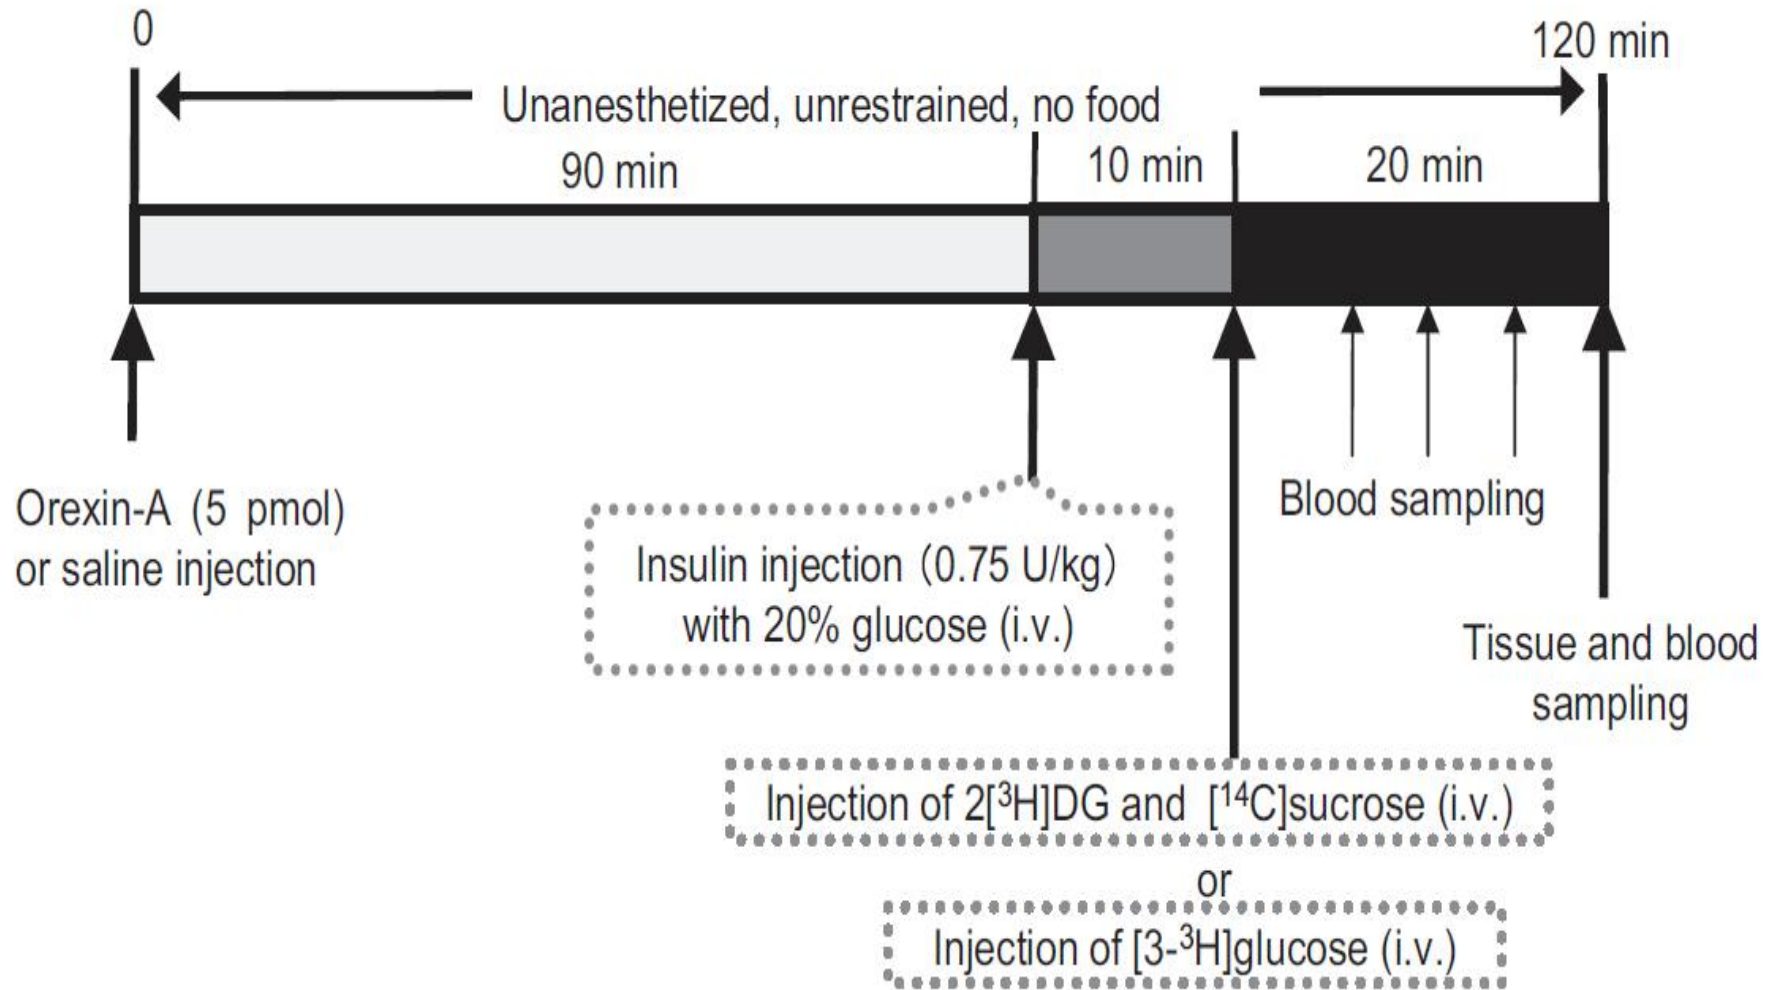 0
120 min
Unanesthetized, unrestrained, no food
90 min
10 min
20 min
Orexin-A (5 pmol)
or saline injection
Insulin injection (0.75 U/kg)
with 20% glucose (i.v.)
Blood sampling
Tissue and blood
sampling
Injection of 2[³H]DG and [¹⁴C]sucrose (i.v.)
or
Injection of [3-³H]glucose (i.v.)